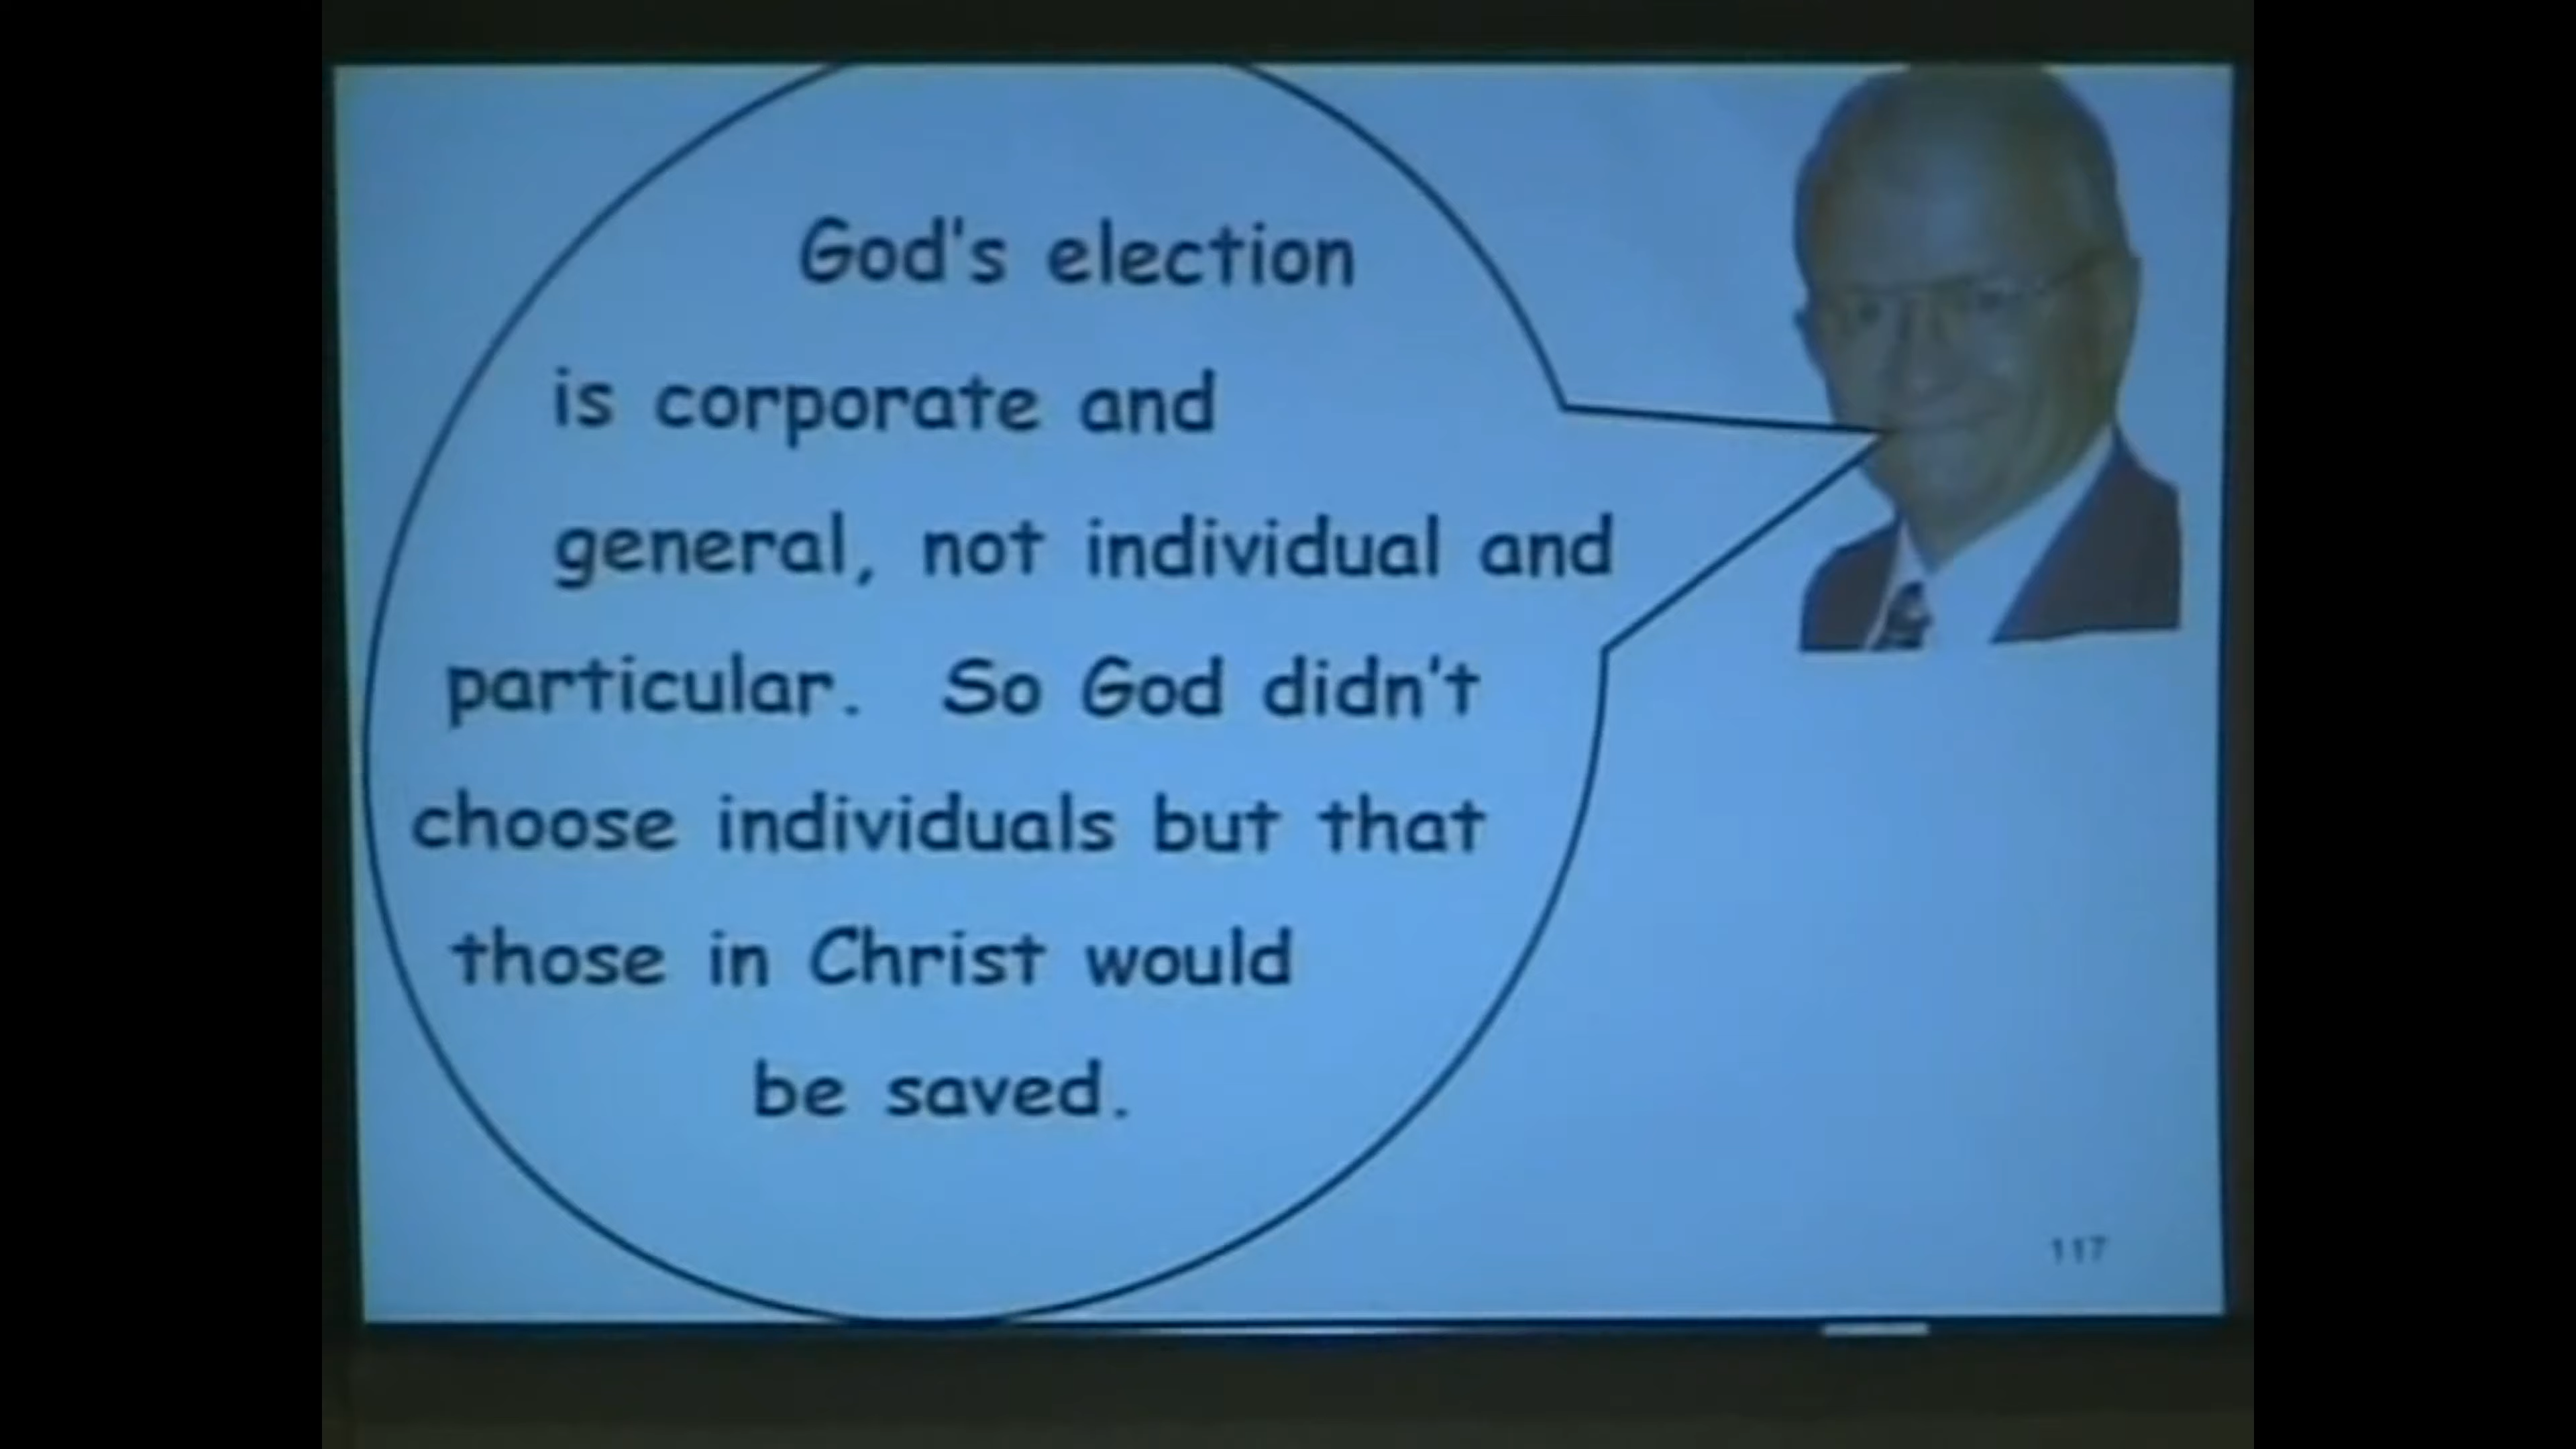 God's election
is corporate and
general, not individual and
particular. So God didn't
choose individuals but that
those in Christ would
be saved.
117